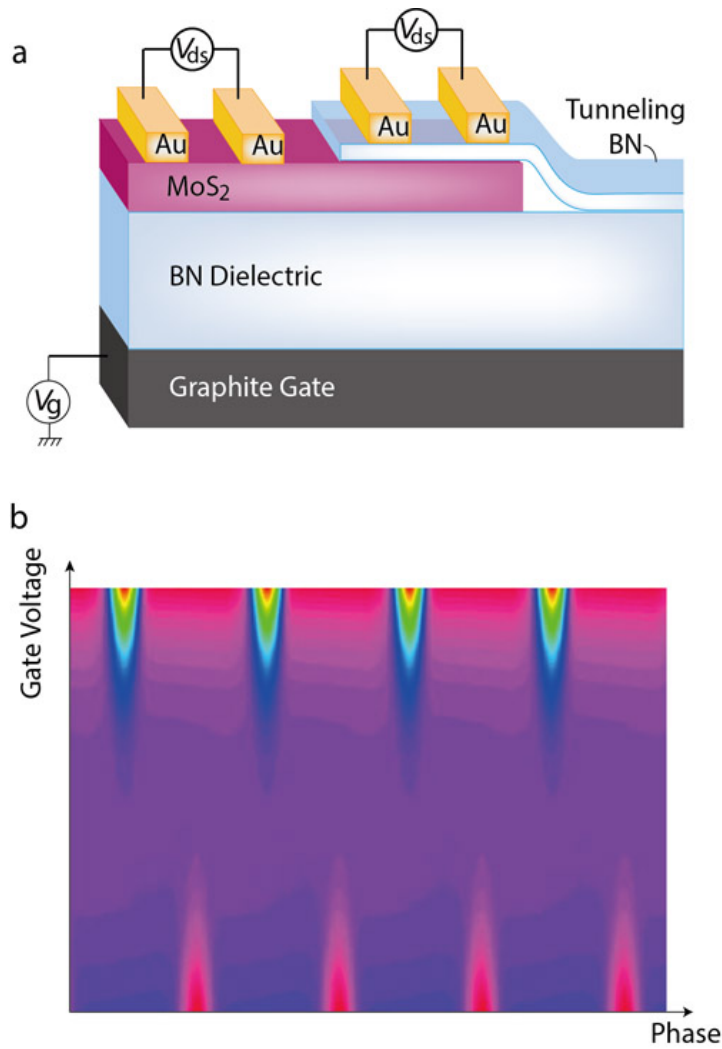 a
Vds
Vds
Au
Au
Au
Au
Tunneling
BN
MoS2
BN Dielectric
Graphite Gate
Vg
b
Gate Voltage
Phase